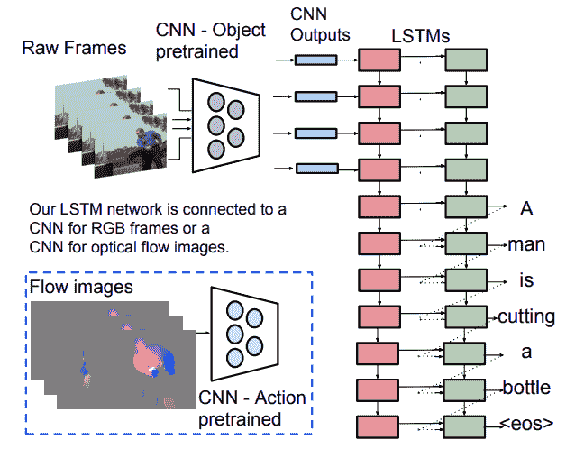 Raw Frames
CNN - Object
pretrained
CNN
Outputs
LSTMs
Our LSTM network is connected to a
CNN for RGB frames or a
CNN for optical flow images.
Flow images
CNN - Action
pretrained
A
man
is
cutting
a
bottle
<eos>